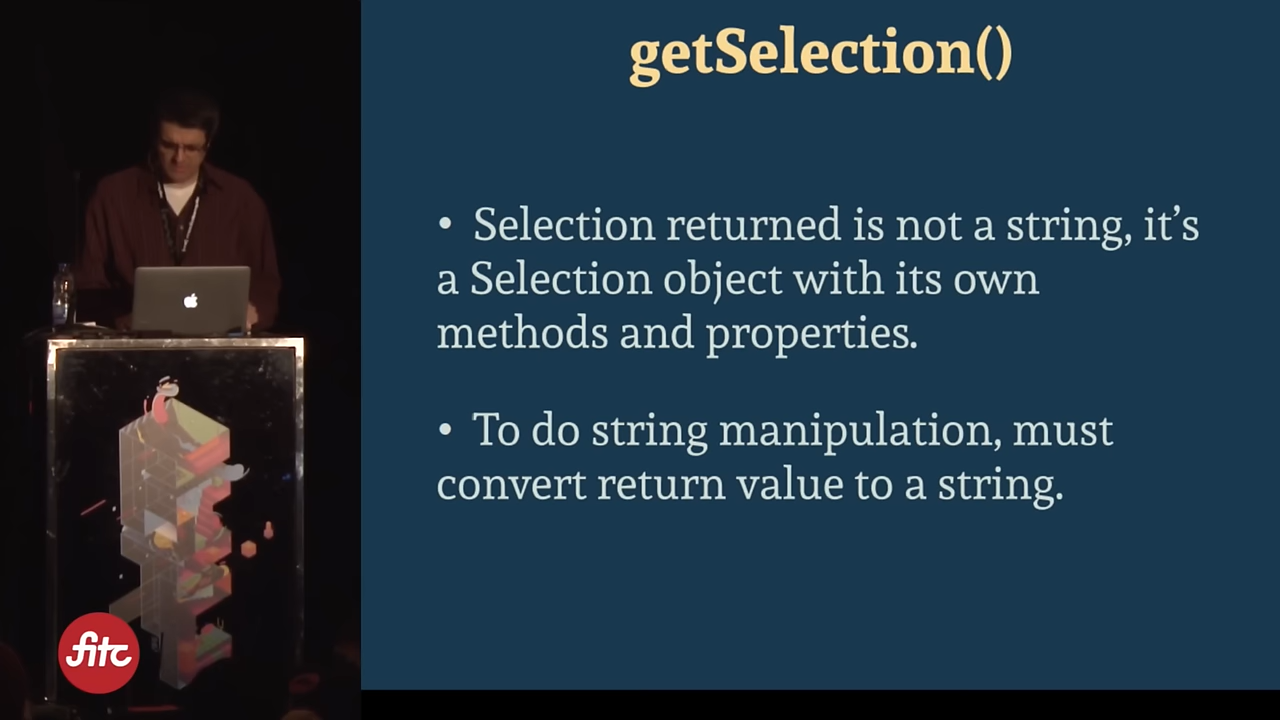 getSelection()
• Selection returned is not a string, it’s
a Selection object with its own
methods and properties.
• To do string manipulation, must
convert return value to a string.
fitc